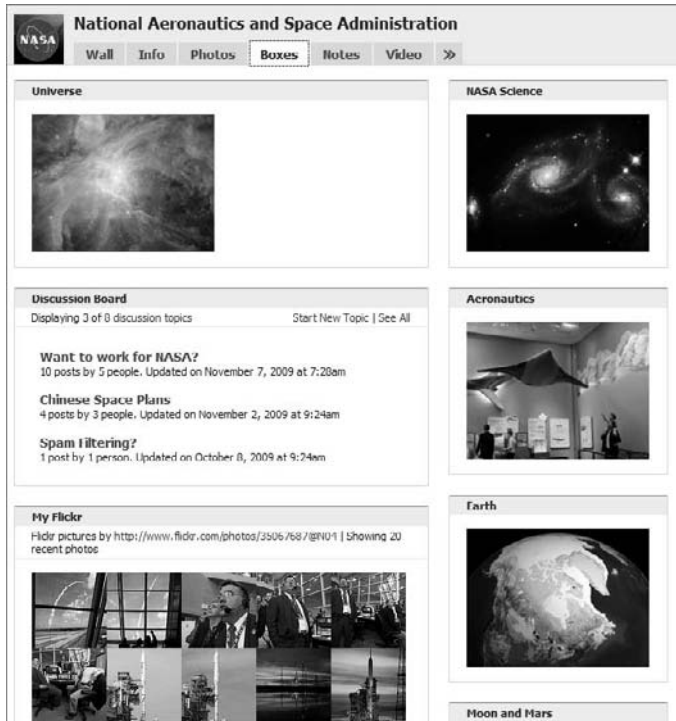 NASA
National Aeronautics and Space Administration
Wall Info Photos Boxes Notes Video »
Universe
Discussion Board
Displaying 3 of 8 discussion topics Start New Topic | See All
Want to work for NASA?
10 posts by 5 people. Updated on November 7, 2009 at 7:28am
Chinese Space Plans
4 posts by 3 people. Updated on November 2, 2009 at 9:24am
Spam Filtering?
1 post by 1 person. Updated on October 8, 2009 at 9:24am
My Flickr
Flickr pictures by http://www.flickr.com/photos/35067687@N04 | Showing 20
recent photos
NASA Science
Aeronautics
Earth
Moon and Mars